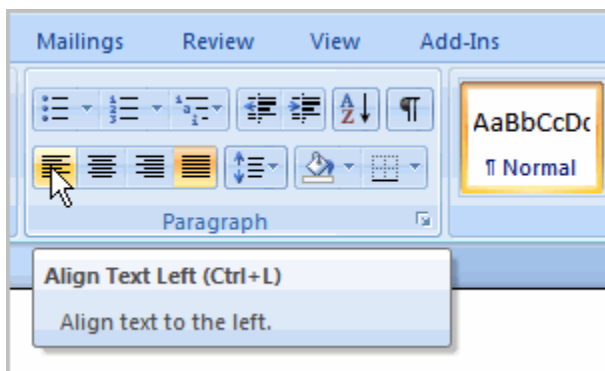 Mailings Review View Add-Ins
AaBbCcDc
¶ Normal
Paragraph
Align Text Left (Ctrl+L)
Align text to the left.